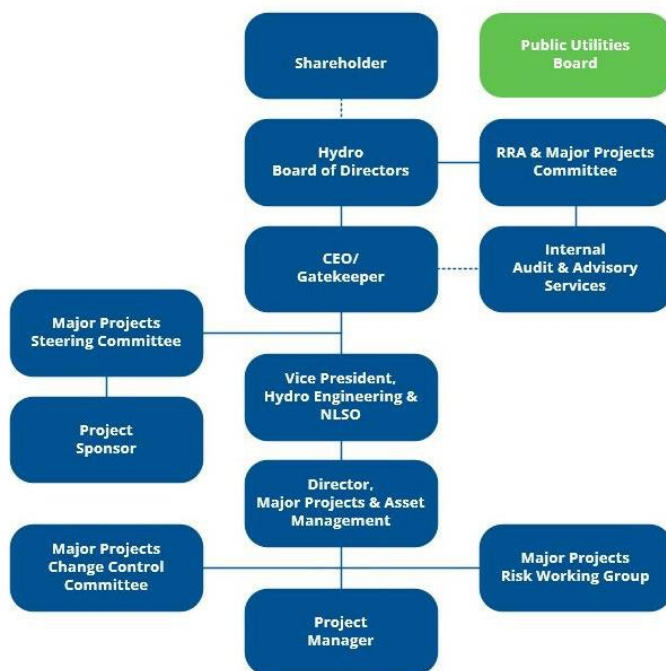 Shareholder
Public Utilities
Board
Hydro
Board of Directors
RRA & Major Projects
Committee
CEO/
Gatekeeper
Internal
Audit & Advisory
Services
Major Projects
Steering Committee
Vice President,
Hydro Engineering &
NLSO
Project
Sponsor
Director,
Major Projects & Asset
Management
Major Projects
Change Control
Committee
Major Projects
Risk Working Group
Project
Manager